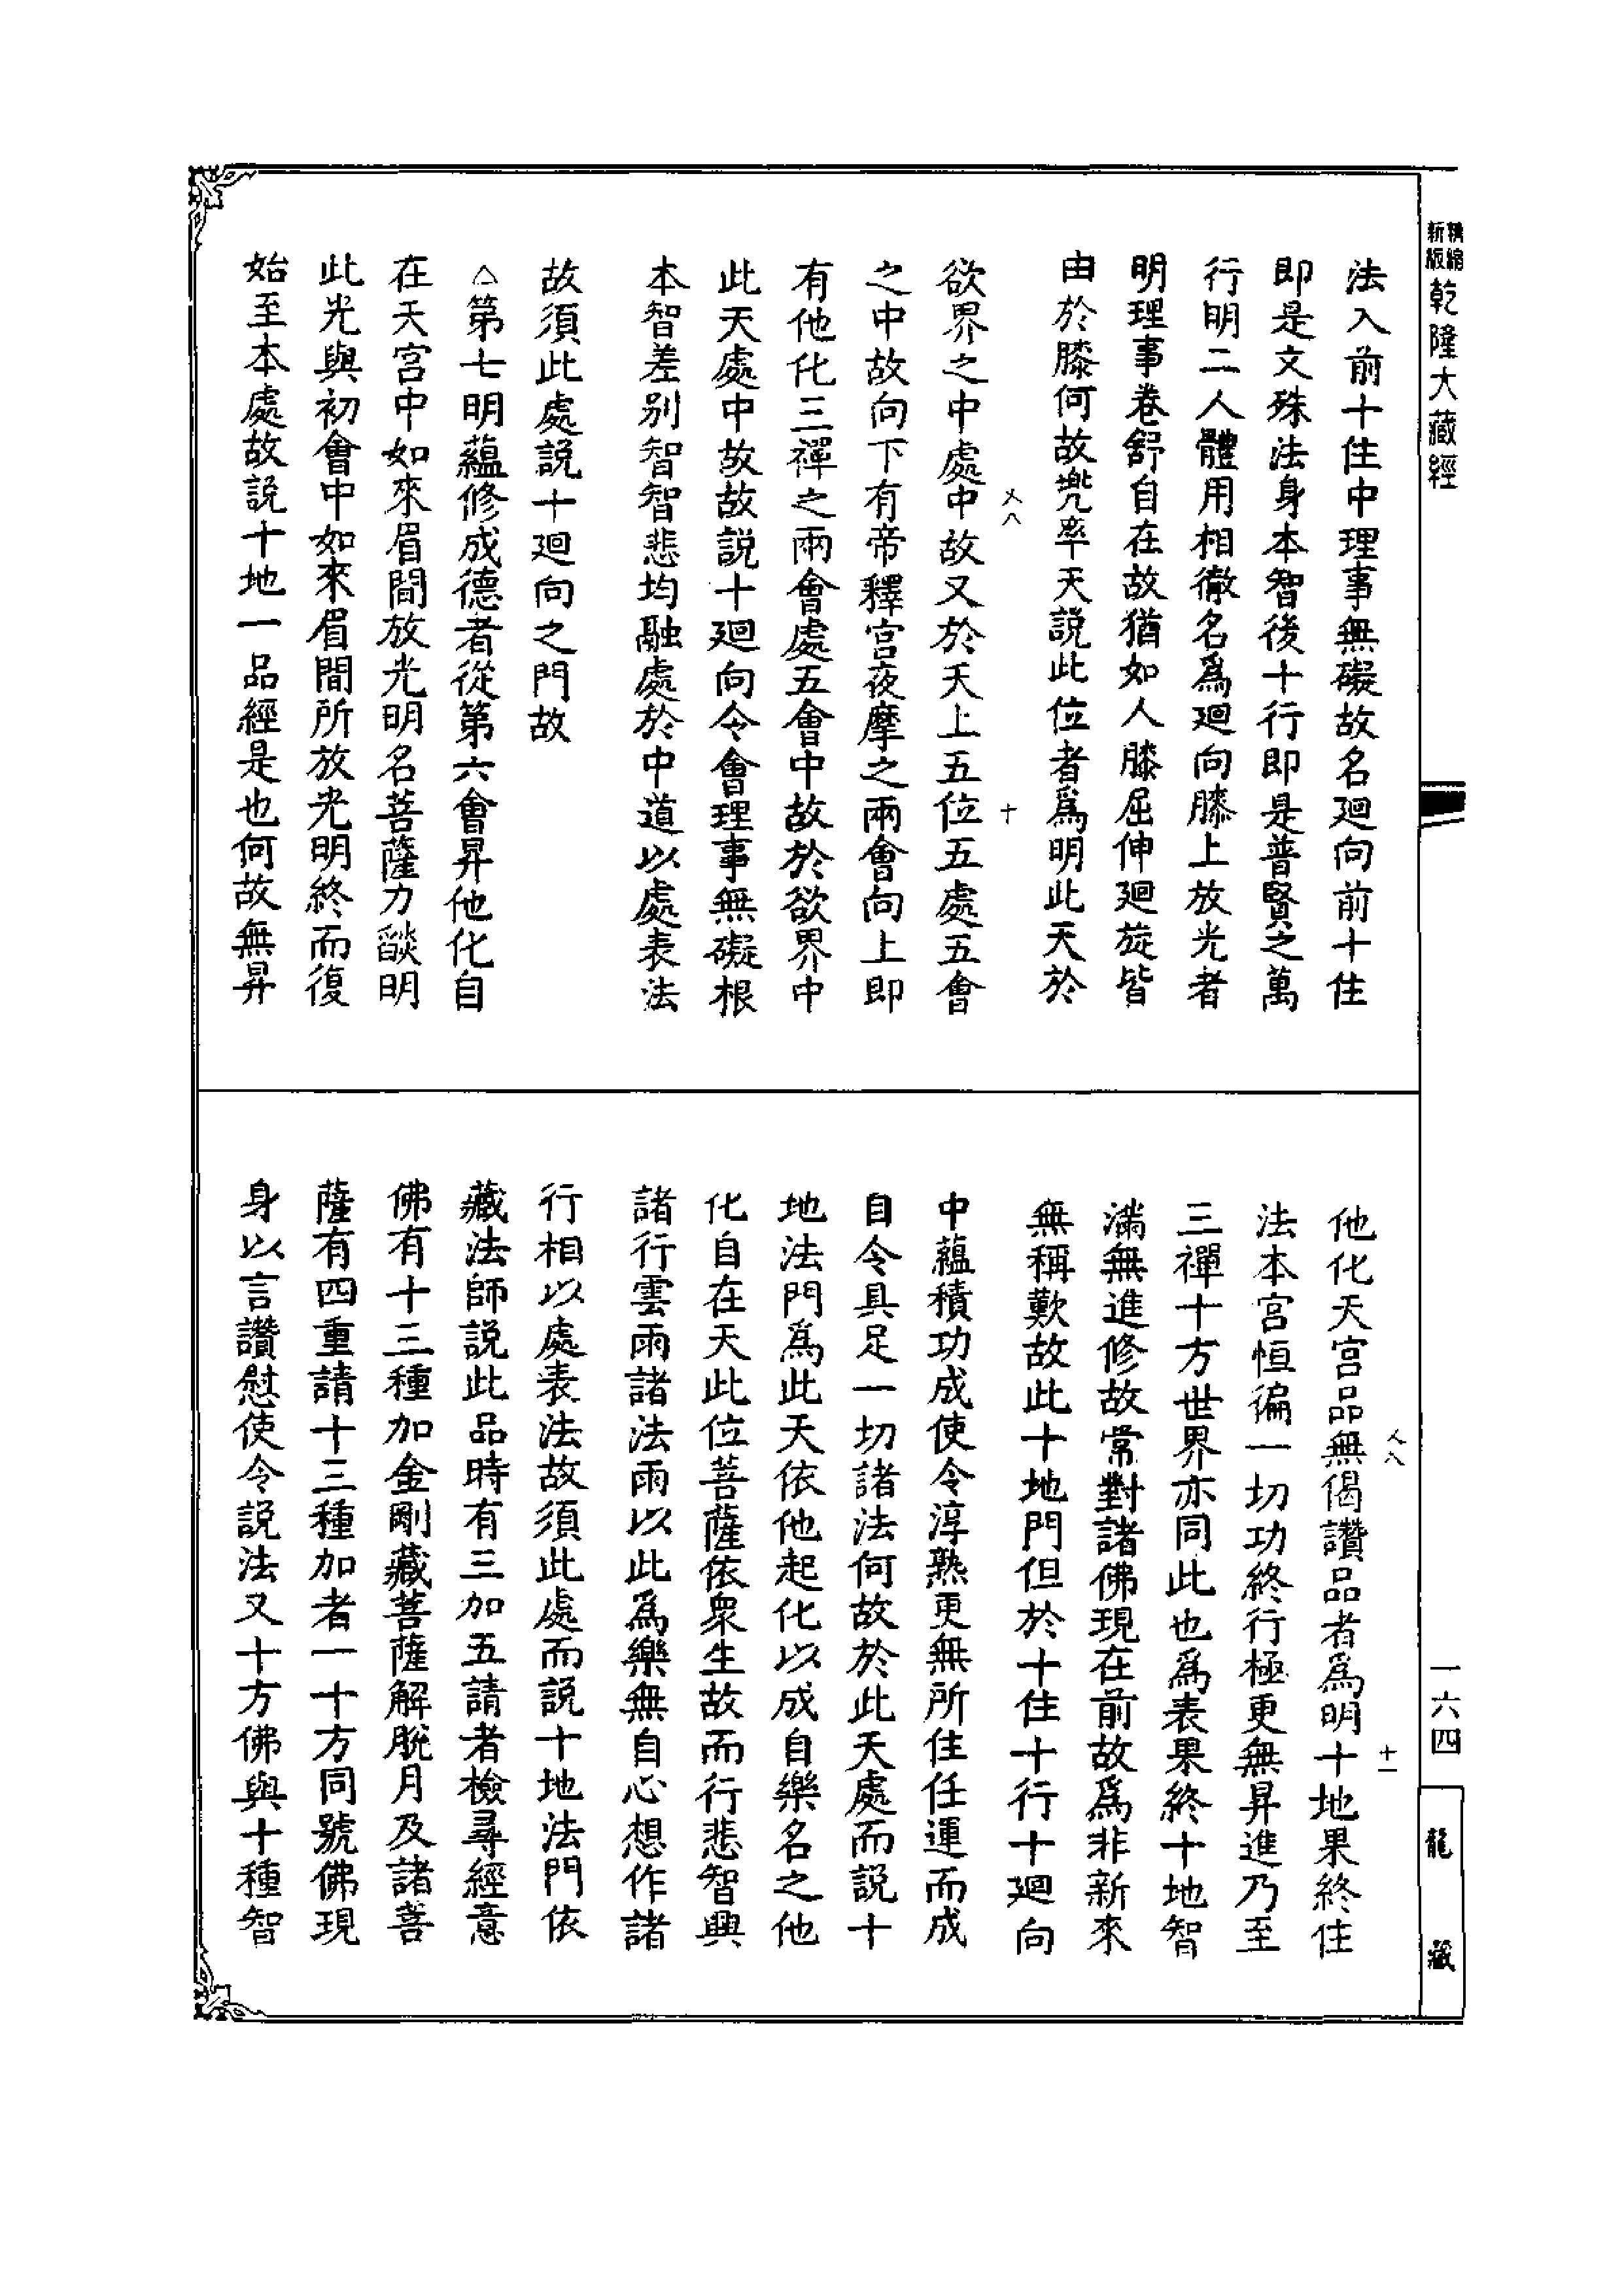 精縮
新版
乾隆大藏經
一六四
龍藏
法入前十住中理事無礙故名廻向前十住
即是文殊法身本智後十行即是普賢之萬
行明二人體用相徹名爲廻向膝上放光者
明理事卷舒自在故猶如人膝屈伸廻旋皆
由於膝何故兠率天説此位者爲明此天於
欲界之中處中故又於天上五位五處五會
之中故向下有帝釋宫夜摩之兩會向上即
有他化三禪之兩會處五會中故於欲界中
此天處中故故説十廻向令會理事無礙根
本智差别智智悲均融處於中道以處表法
故須此處説十廻向之門故
△第七明蘊修成德者從第六會昇他化自
在天宫中如來眉間放光明名菩薩力𦦨明
此光與初會中如來眉間所放光明終而復
始至本處故説十地一品經是也何故無昇
他化天宫品無偈讚品者爲明十地果終住
法本宫恒徧一切功終行極更無昇進乃至
三禪十方世界亦同此也爲表果終十地智
滿無進修故常對諸佛現在前故爲非新來
無稱歎故此十地門但於十住十行十廻向
中蘊積功成使令淳熟更無所住任運而成
自令具足一切諸法何故於此天處而説十
地法門爲此天依他起化以成自樂名之他
化自在天此位菩薩依衆生故而行悲智興
諸行雲雨諸法雨以此爲樂無自心想作諸
行相以處表法故須此處而説十地法門依
藏法師説此品時有三加五請者檢尋經意
佛有十三種加金剛藏菩薩解脱月及諸菩
薩有四重請十三種加者一十方同號佛現
身以言讚慰使令説法又十方佛與十種智